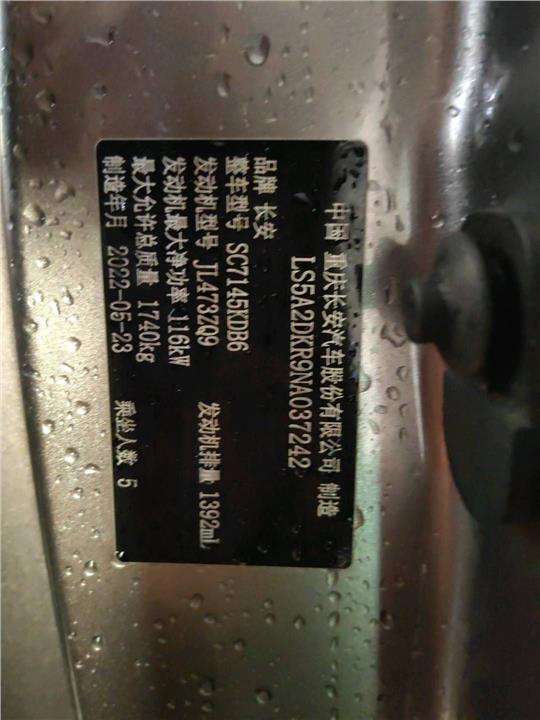 中国 重庆长安汽车股份有限公司 制造
LS5A2DKR9NA037242
品牌 长安
整车型号 SC7145KDB6
发动机型号 JL473ZQ9 发动机排量 1392mL
发动机最大净功率 116kW
最大允许总质量 1740kg
制造年月 2022-05-23 乘坐人数 5